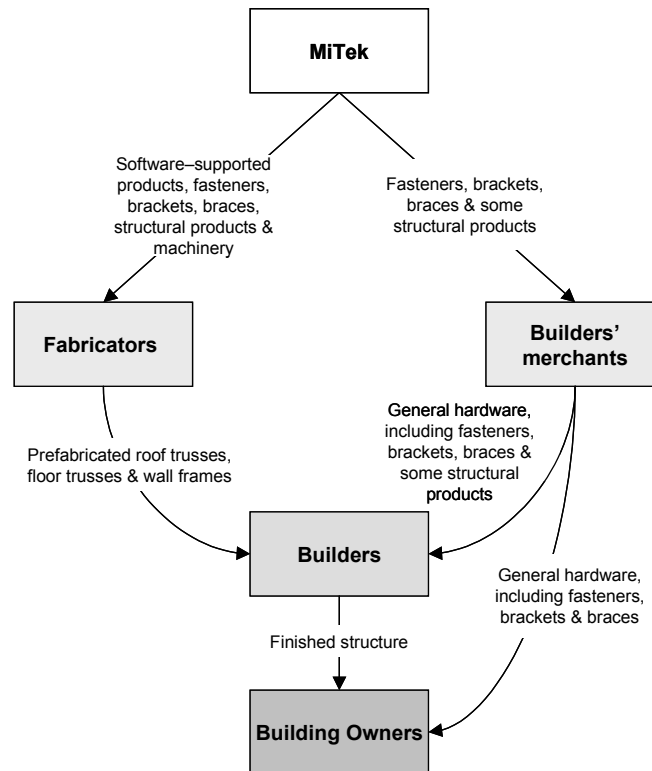 MiTek
Software–supported
products, fasteners,
brackets, braces,
structural products &
machinery
Fasteners, brackets,
braces & some
structural products
Fabricators
Builders’
merchants
Prefabricated roof trusses,
floor trusses & wall frames
General hardware,
including fasteners,
brackets, braces &
some structural
products
Builders
General hardware,
including fasteners,
brackets & braces
Finished structure
Building Owners